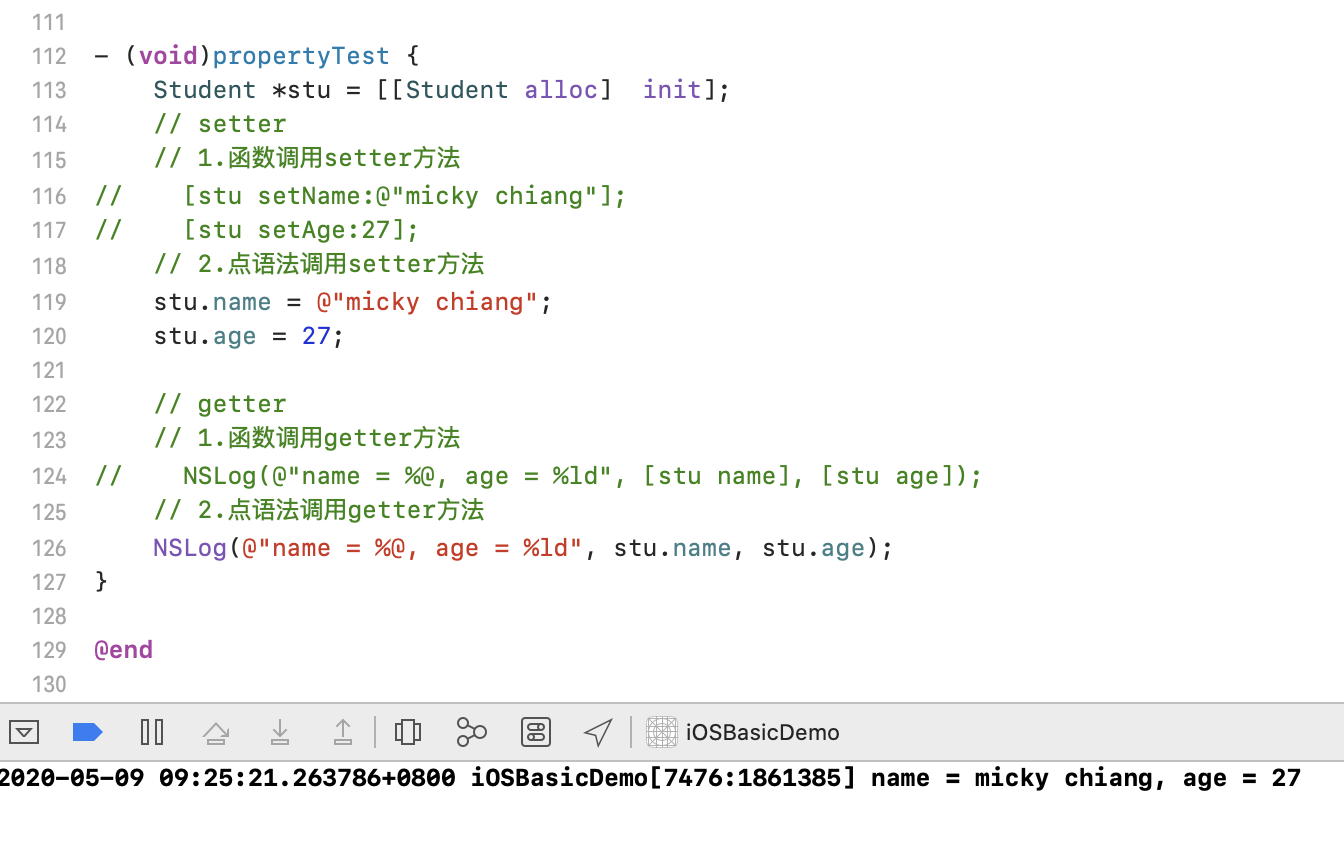 111
112 - (void)propertyTest {
113 Student *stu = [[Student alloc]  init];
114 // setter
115 // 1.函数调用setter方法
116 //    [stu setName:@"micky chiang"];
117 //    [stu setAge:27];
118 // 2.点语法调用setter方法
119 stu.name = @"micky chiang";
120 stu.age = 27;
121
122 // getter
123 // 1.函数调用getter方法
124 //    NSLog(@"name = %@, age = %ld", [stu name], [stu age]);
125 // 2.点语法调用getter方法
126 NSLog(@"name = %@, age = %ld", stu.name, stu.age);
127 }
128
129 @end
130
iOSBasicDemo
2020-05-09 09:25:21.263786+0800 iOSBasicDemo[7476:1861385] name = micky chiang, age = 27